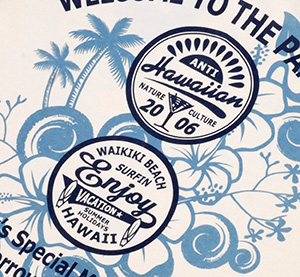 WELCOME TO THE PA
ANTI
Hawaiian
NATURE CULTURE
20 06
WAIKIKI BEACH
SURFIN
Enjoy
VACATION
SUMMER
HOLIDAYS
HAWAII
's Special